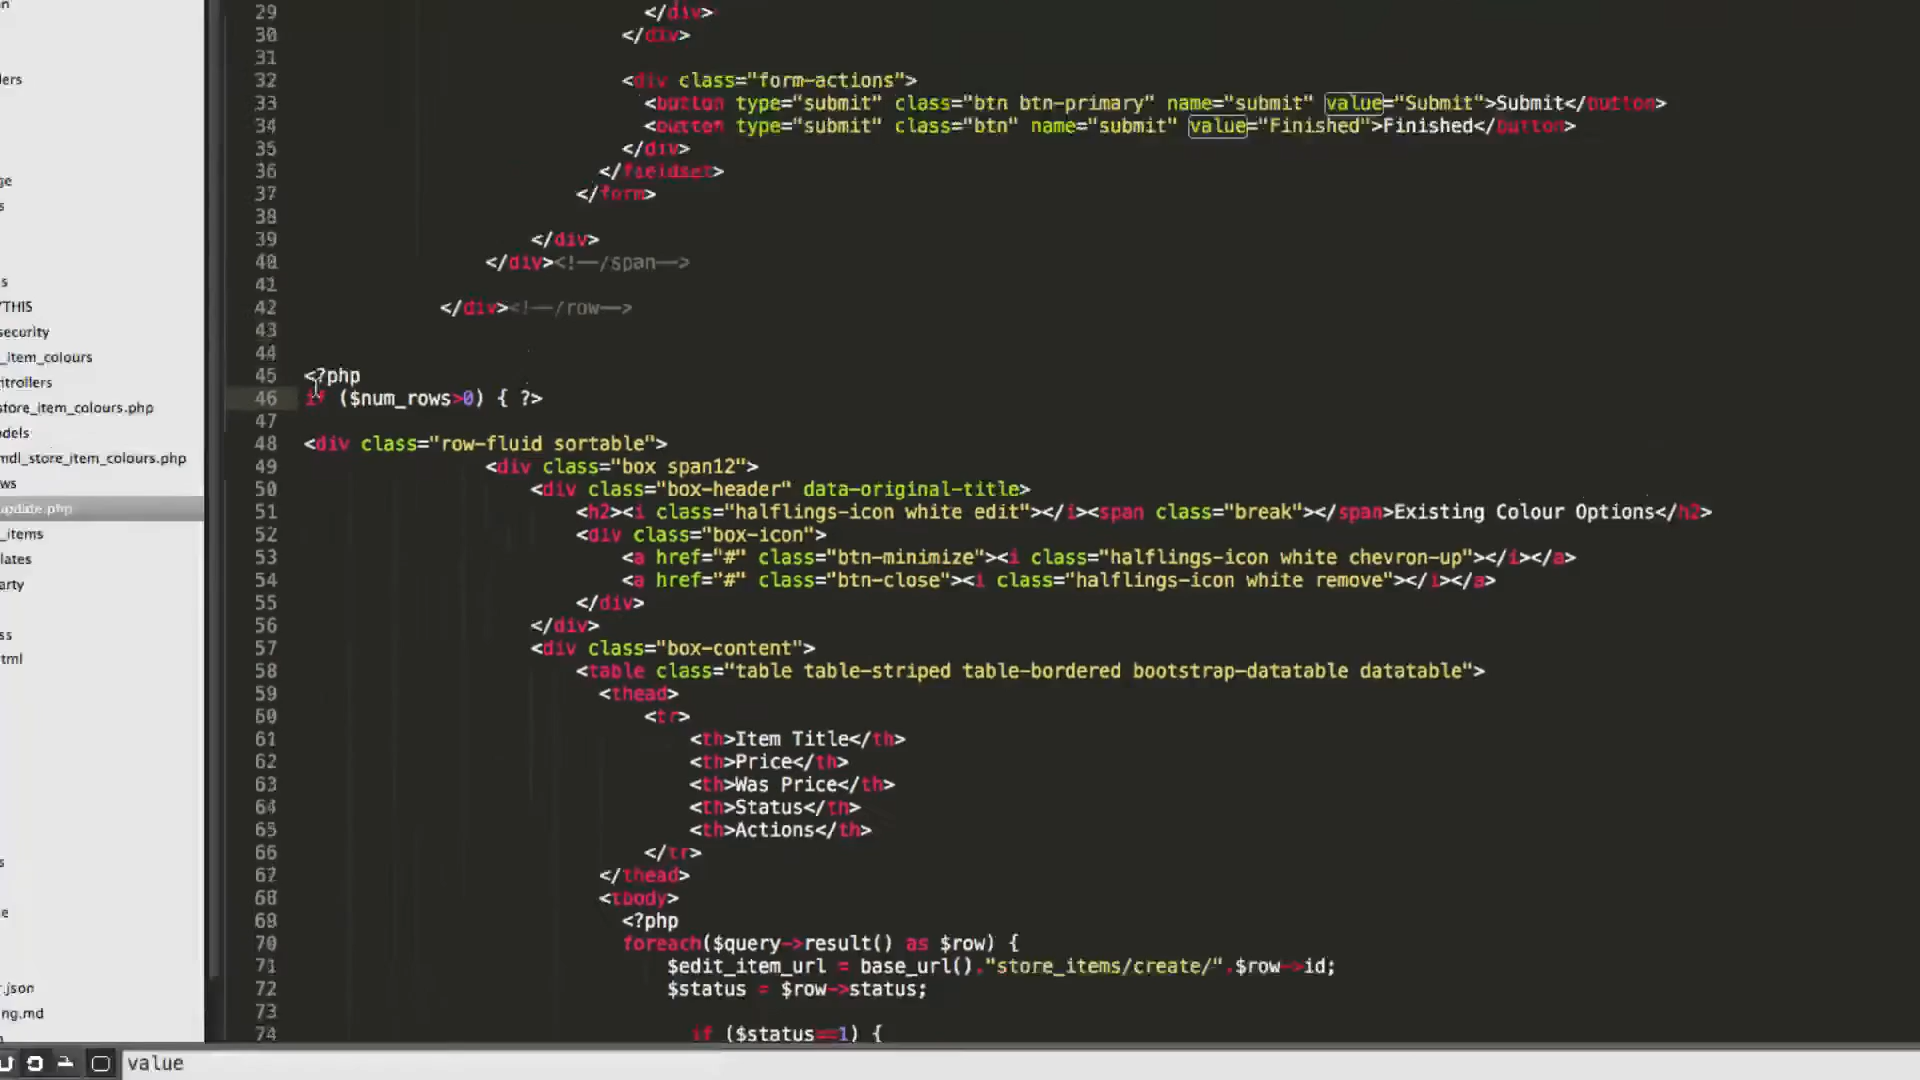 ders
ge
s
s
/THIS
security
_item_colours
ntrollers
store_item_colours.php
odels
mdl_store_item_colours.php
ws
update.php
_items
lates
arty
ss
tml
s
e
r.json
ng.md
29 </div>
30 </div>
31
32 <div class="form-actions">
33 <button type="submit" class="btn btn-primary" name="submit" value="Submit">Submit</button>
34 <button type="submit" class="btn" name="submit" value="Finished">Finished</button>
35 </div>
36 </fieldset>
37 </form>
38
39 </div>
40 </div><!--/span-->
41
42 </div><!--/row-->
43
44
45 <?php
46 if ($num_rows>0) { ?>
47
48 <div class="row-fluid sortable">
49 <div class="box span12">
50 <div class="box-header" data-original-title>
51 <h2><i class="halflings-icon white edit"></i><span class="break"></span>Existing Colour Options</h2>
52 <div class="box-icon">
53 <a href="#" class="btn-minimize"><i class="halflings-icon white chevron-up"></i></a>
54 <a href="#" class="btn-close"><i class="halflings-icon white remove"></i></a>
55 </div>
56 </div>
57 <div class="box-content">
58 <table class="table table-striped table-bordered bootstrap-datatable datatable">
59 <thead>
60 <tr>
61 <th>Item Title</th>
62 <th>Price</th>
63 <th>Was Price</th>
64 <th>Status</th>
65 <th>Actions</th>
66 </tr>
67 </thead>
68 <tbody>
69 <?php
70 foreach($query->result() as $row) {
71 $edit_item_url = base_url()."store_items/create/".$row->id;
72 $status = $row->status;
73
74 if ($status==1) {
value